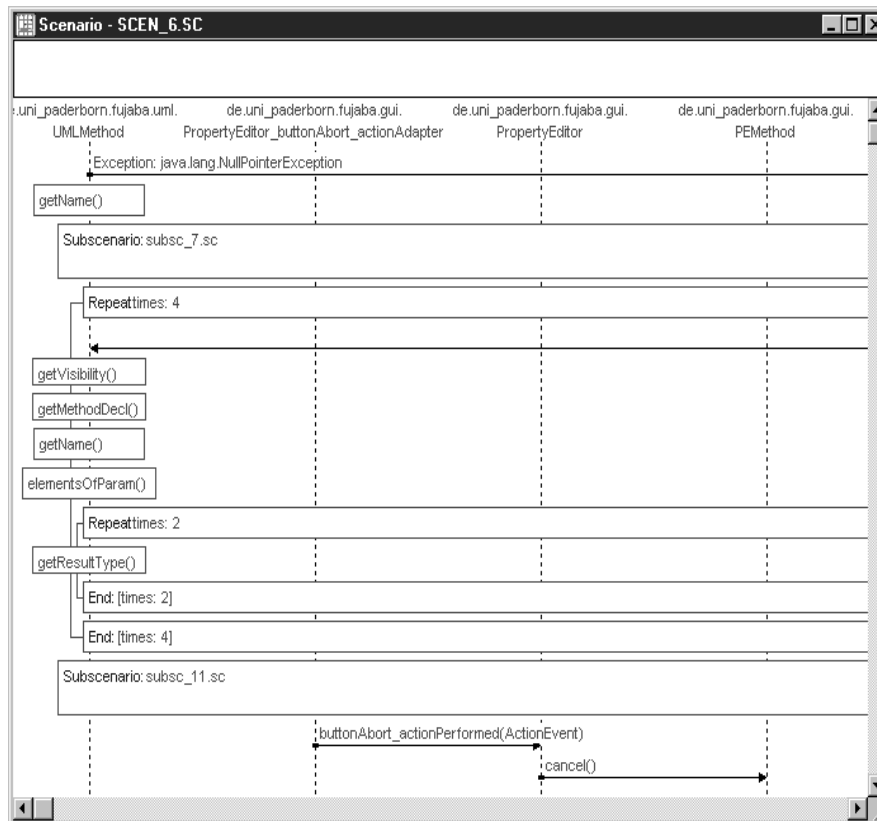 Scenario - SCEN_6.SC
e.uni_paderborn.fujaba.uml. de.uni_paderborn.fujaba.gui. de.uni_paderborn.fujaba.gui. de.uni_paderborn.fujaba.gui.
UMLMethod PropertyEditor_buttonAbort_actionAdapter PropertyEditor PEMethod
Exception: java.lang.NullPointerException
getName()
Subscenario: subsc_7.sc
Repeattimes: 4
getVisibility()
getMethodDecl()
getName()
elementsOfParam()
Repeattimes: 2
getResultType()
End: [times: 2]
End: [times: 4]
Subscenario: subsc_11.sc
buttonAbort_actionPerformed(ActionEvent)
cancel()